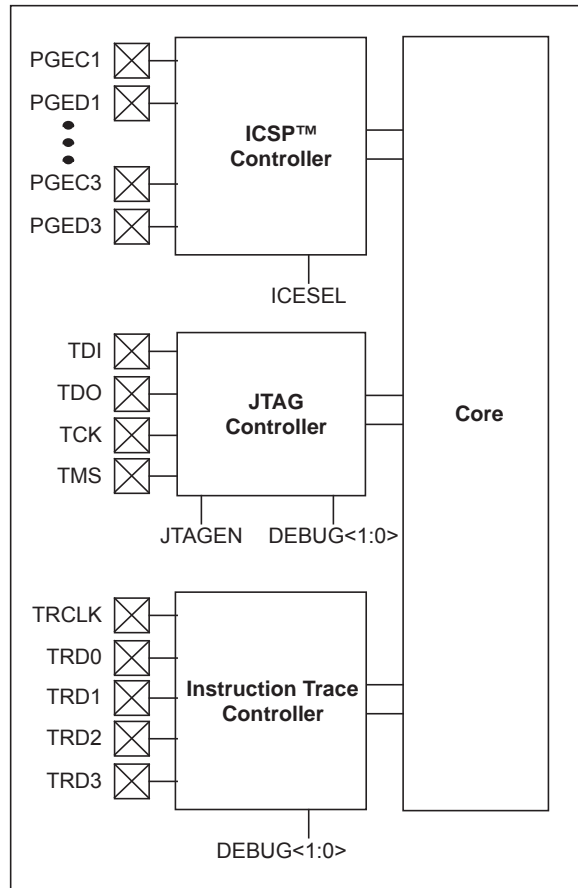 PGEC1
PGED1
PGEC3
PGED3
ICSP™
Controller
ICESEL
TDI
TDO
TCK
TMS
JTAG
Controller
JTAGEN
DEBUG<1:0>
Core
TRCLK
TRD0
TRD1
TRD2
TRD3
Instruction Trace
Controller
DEBUG<1:0>